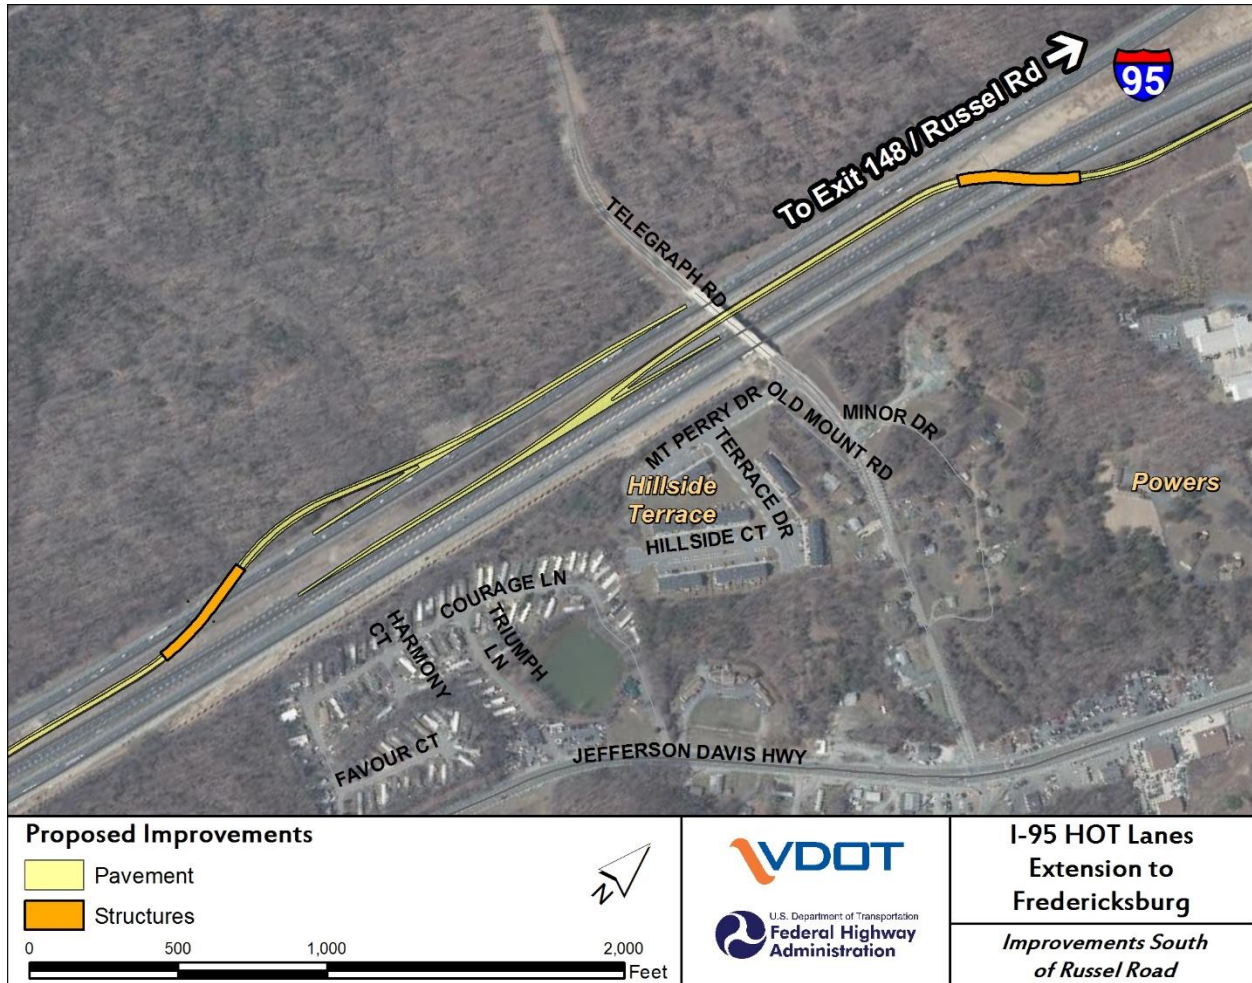 To Exit 148 / Russel Rd
95
TELEGRAPH RD
MT PERRY DR
OLD MOUNT RD
MINOR DR
TERRACE DR
Hillside
Terrace
Powers
HILLSIDE CT
COURAGE LN
HARMONY
CT
TRIUMPH
LN
FAVOUR CT
JEFFERSON DAVIS HWY
Proposed Improvements
Pavement
Structures
N
0 500 1,000 2,000
Feet
VDOT
U.S. Department of Transportation
Federal Highway
Administration
I-95 HOT Lanes
Extension to
Fredericksburg
Improvements South
of Russel Road